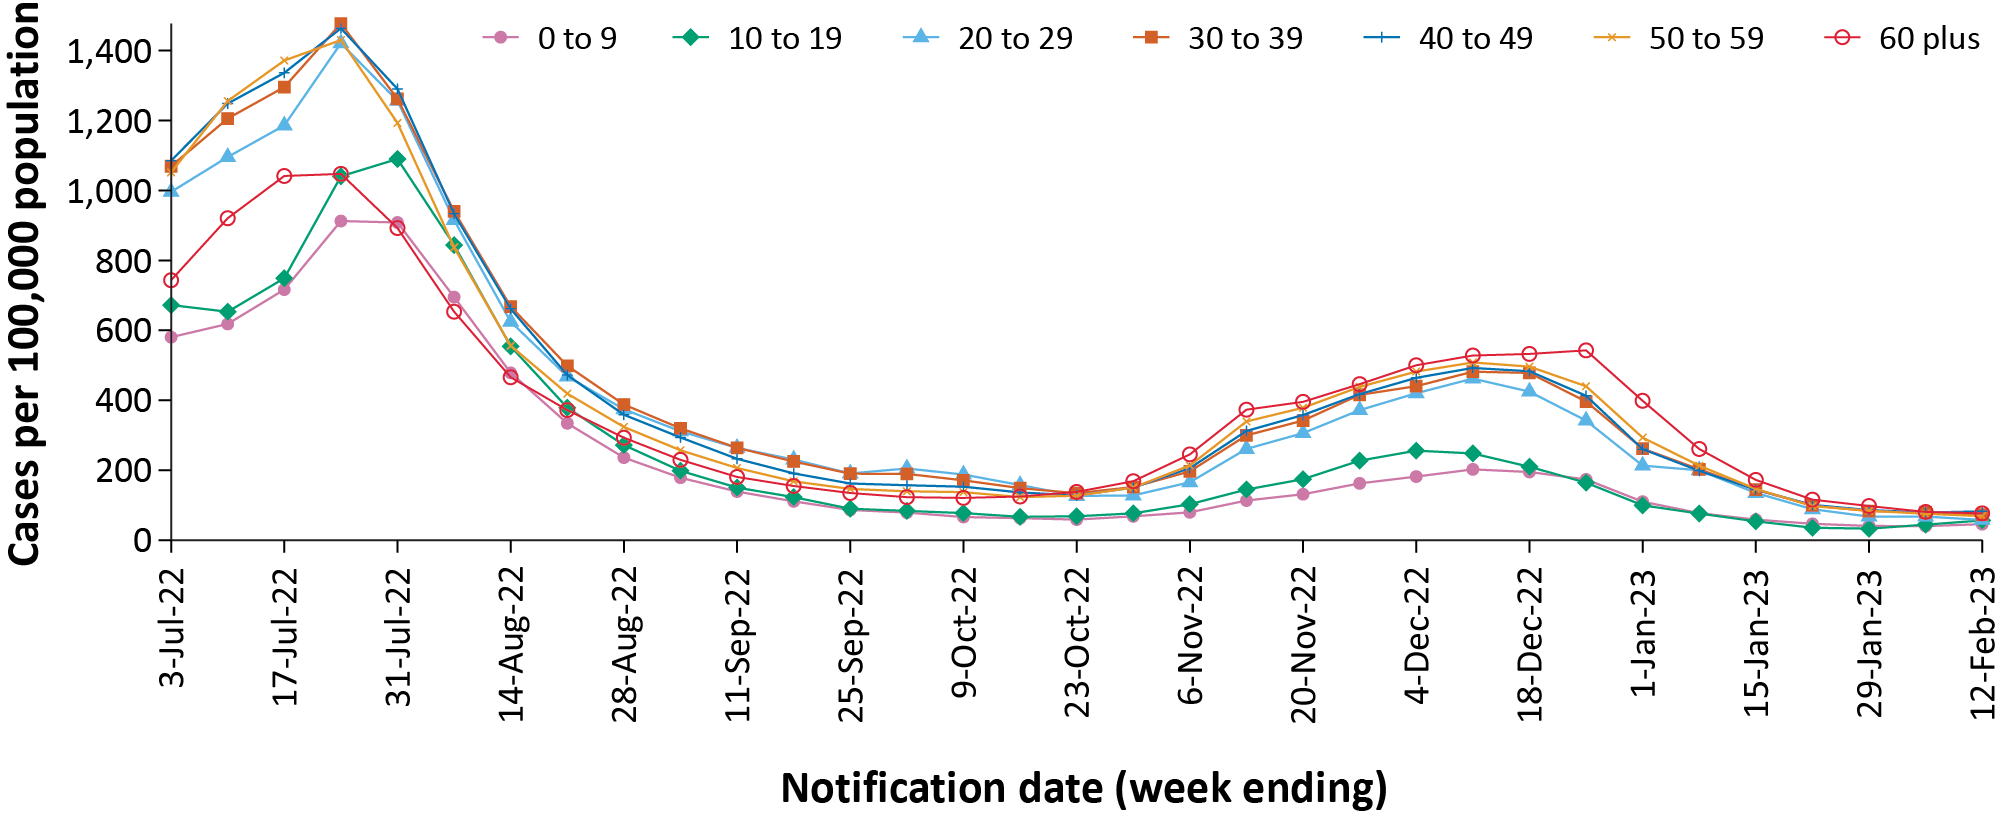 0 to 9 10 to 19 20 to 29 30 to 39 40 to 49 50 to 59 60 plus
Cases per 100,000 population
1,400
1,200
1,000
800
600
400
200
0
3-Jul-22
17-Jul-22
31-Jul-22
14-Aug-22
28-Aug-22
11-Sep-22
25-Sep-22
9-Oct-22
23-Oct-22
6-Nov-22
20-Nov-22
4-Dec-22
18-Dec-22
1-Jan-23
15-Jan-23
29-Jan-23
12-Feb-23
Notification date (week ending)